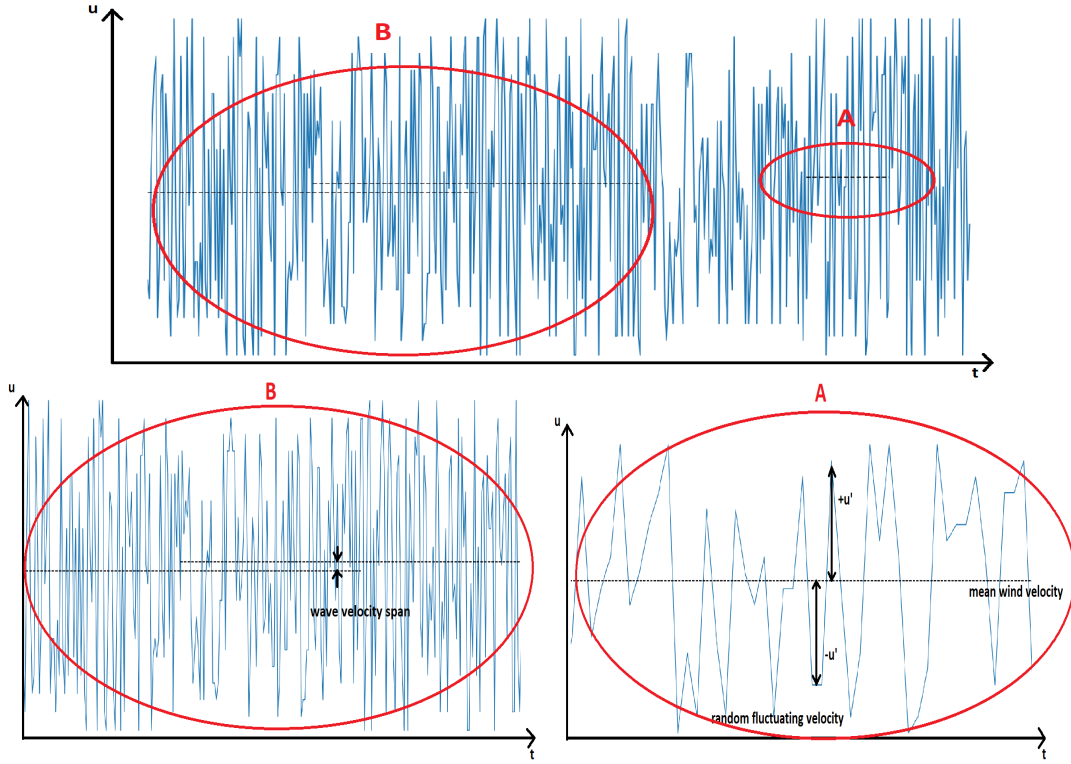 u
B
A
t
B
u
wave velocity span
t
A
u
+u'
mean wind velocity
-u'
random fluctuating velocity
t